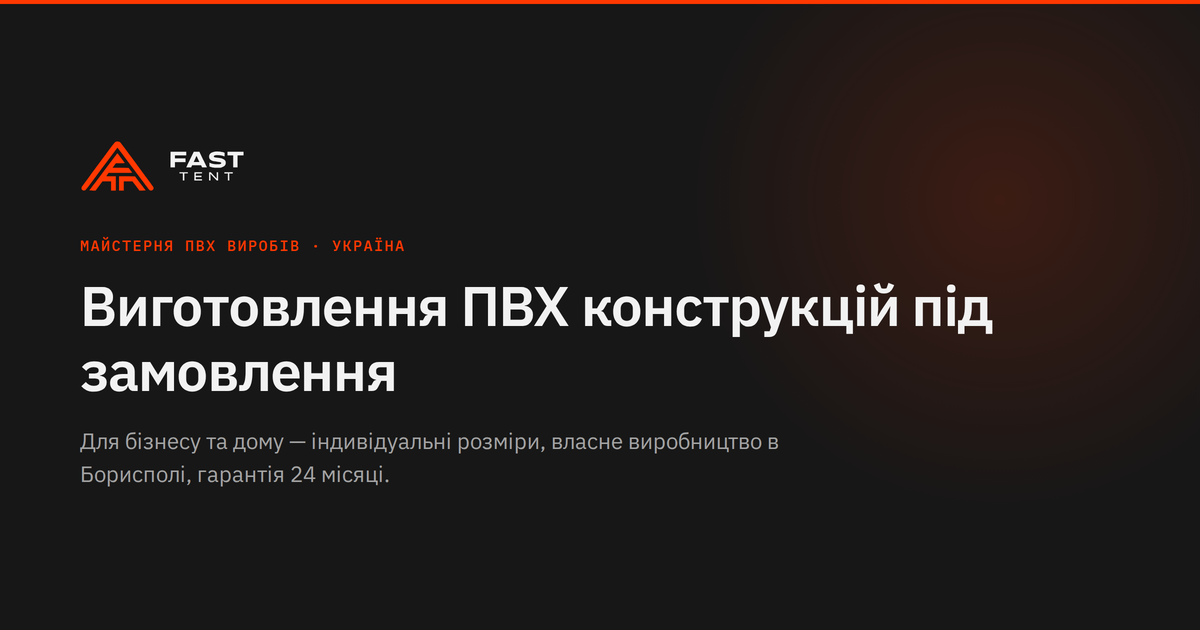 FAST
TENT
МАЙСТЕРНЯ ПВХ ВИРОБІВ · УКРАЇНА
Виготовлення ПВХ конструкцій під
замовлення
Для бізнесу та дому — індивідуальні розміри, власне виробництво в
Борисполі, гарантія 24 місяці.